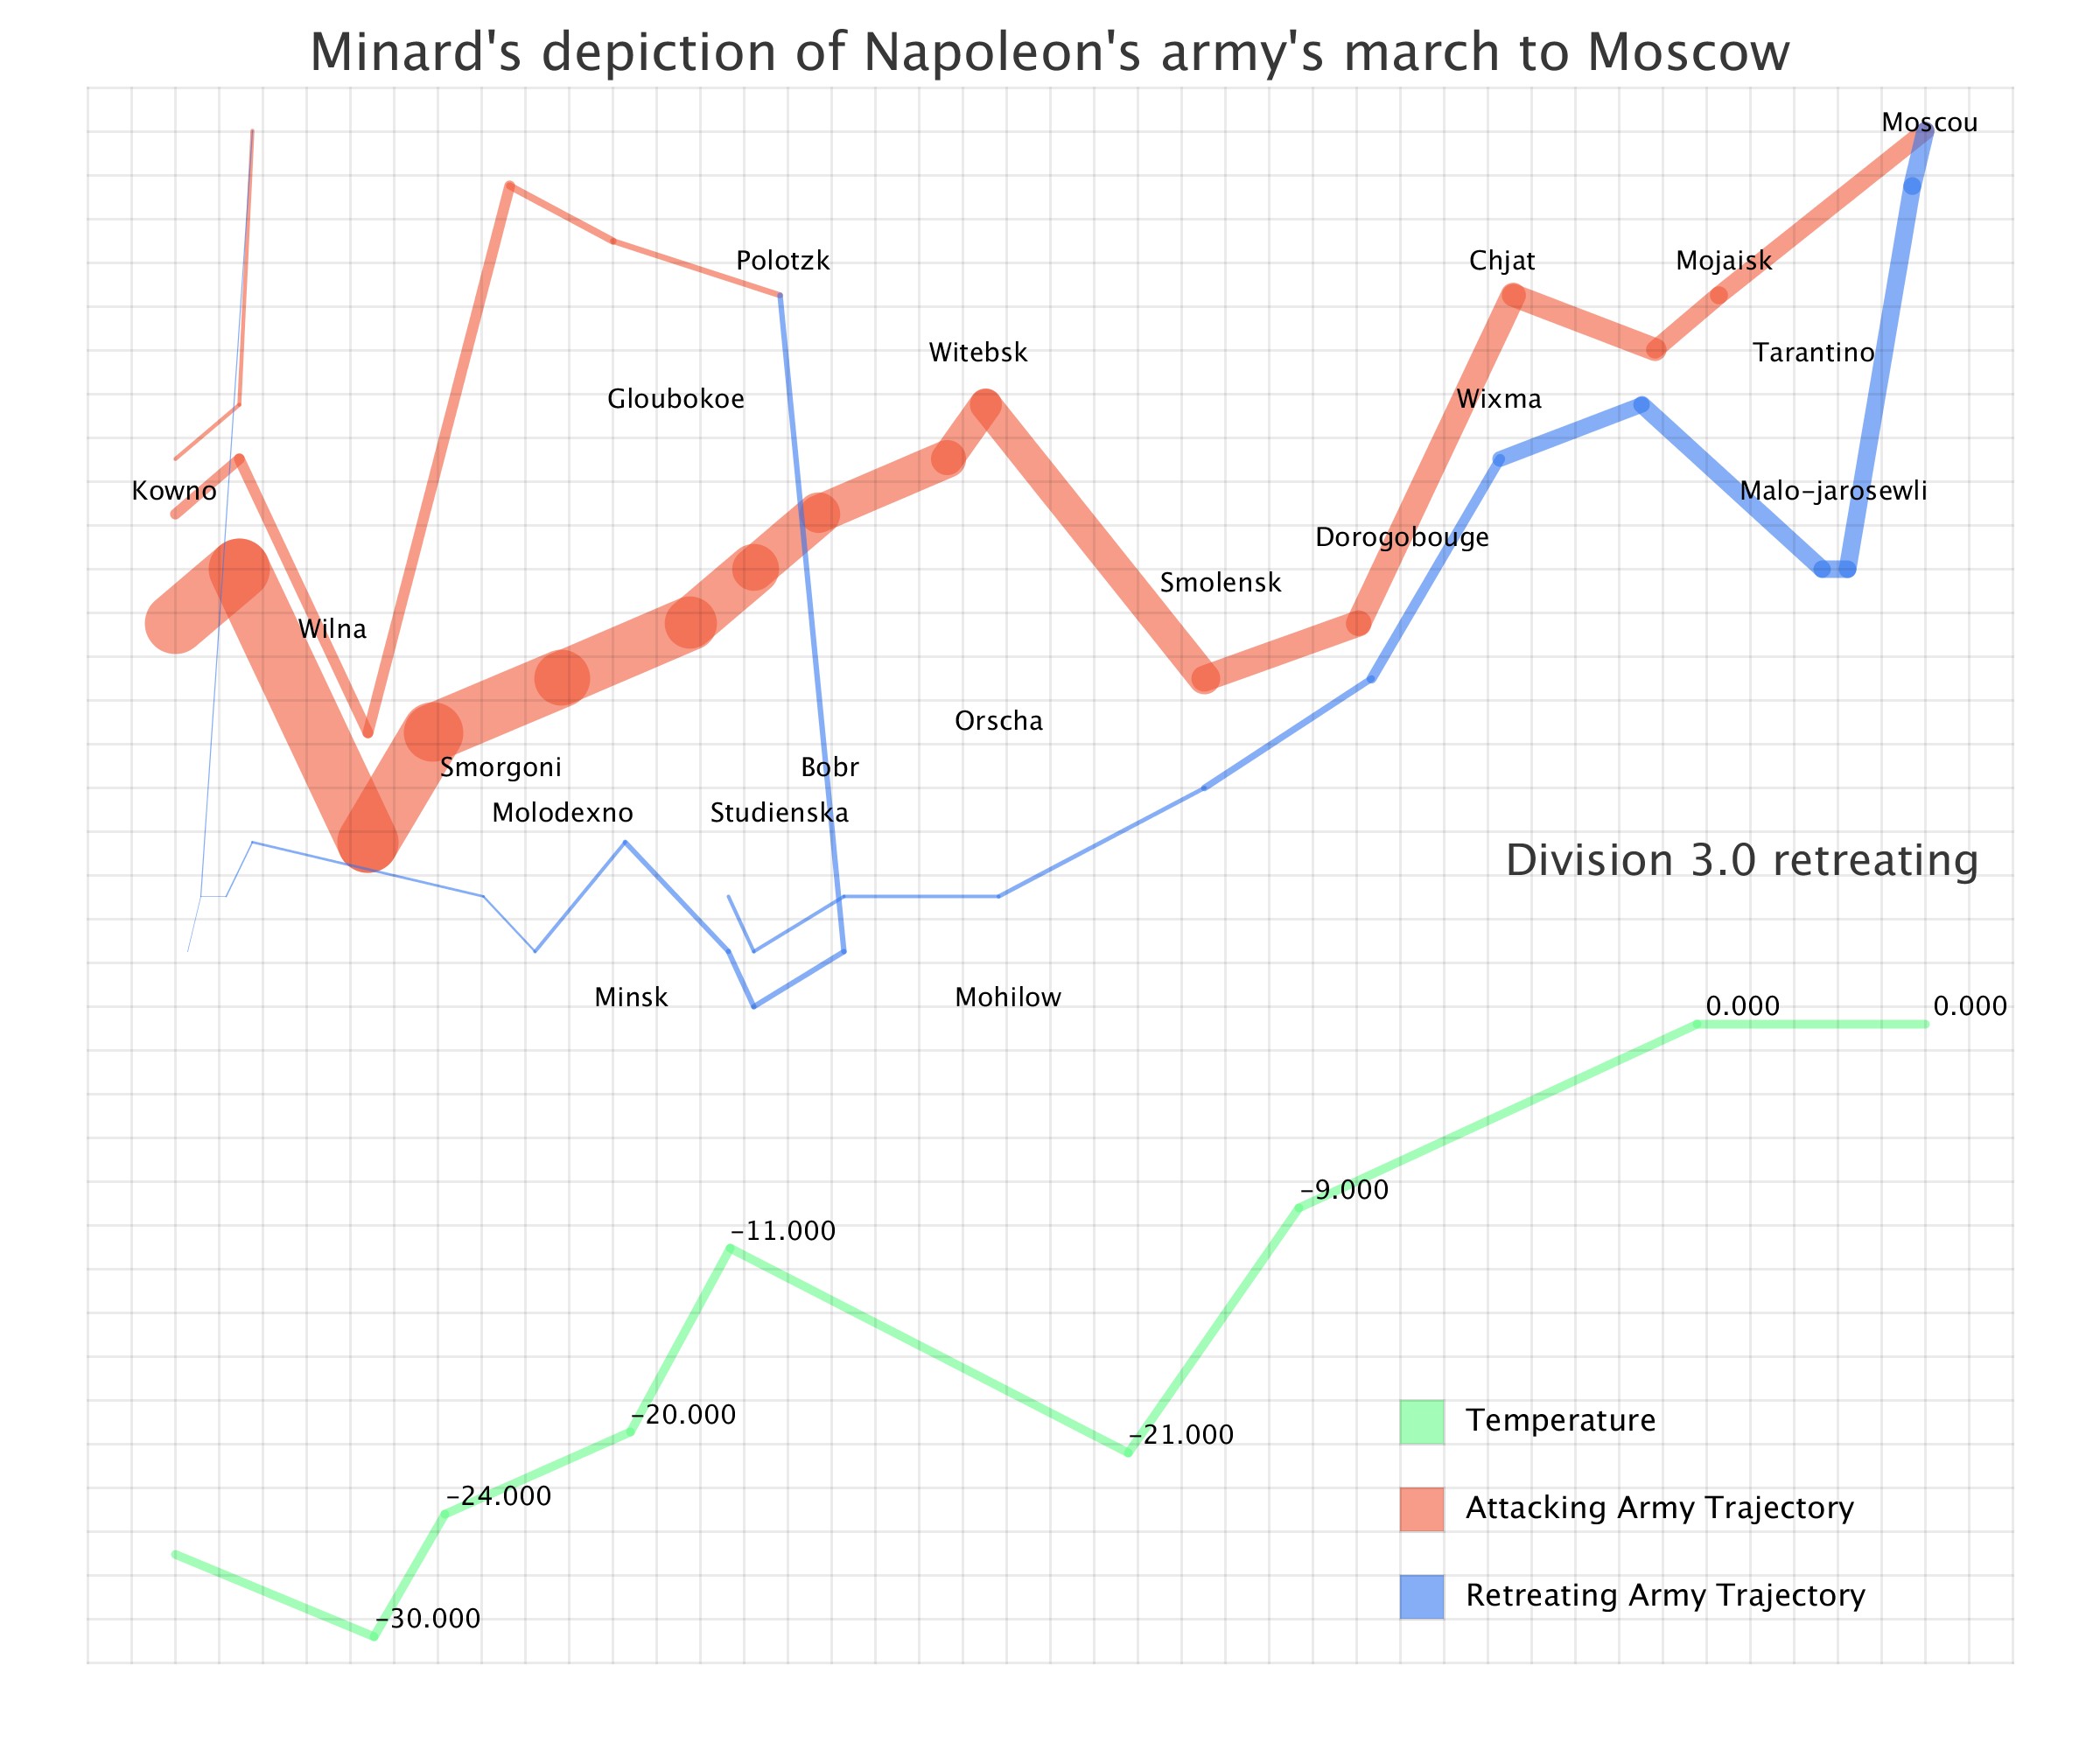 Minard's depiction of Napoleon's army's march to Moscow
Moscou
Polotzk
Chjat
Mojaisk
Witebsk
Tarantino
Gloubokoe
Wixma
Kowno
Malo-jarosewli
Dorogobouge
Smolensk
Wilna
Orscha
Smorgoni
Bobr
Molodexno
Studienska
Division 3.0 retreating
Minsk
Mohilow
0.000
0.000
-9.000
-11.000
-20.000
-21.000
-24.000
-30.000
Temperature
Attacking Army Trajectory
Retreating Army Trajectory